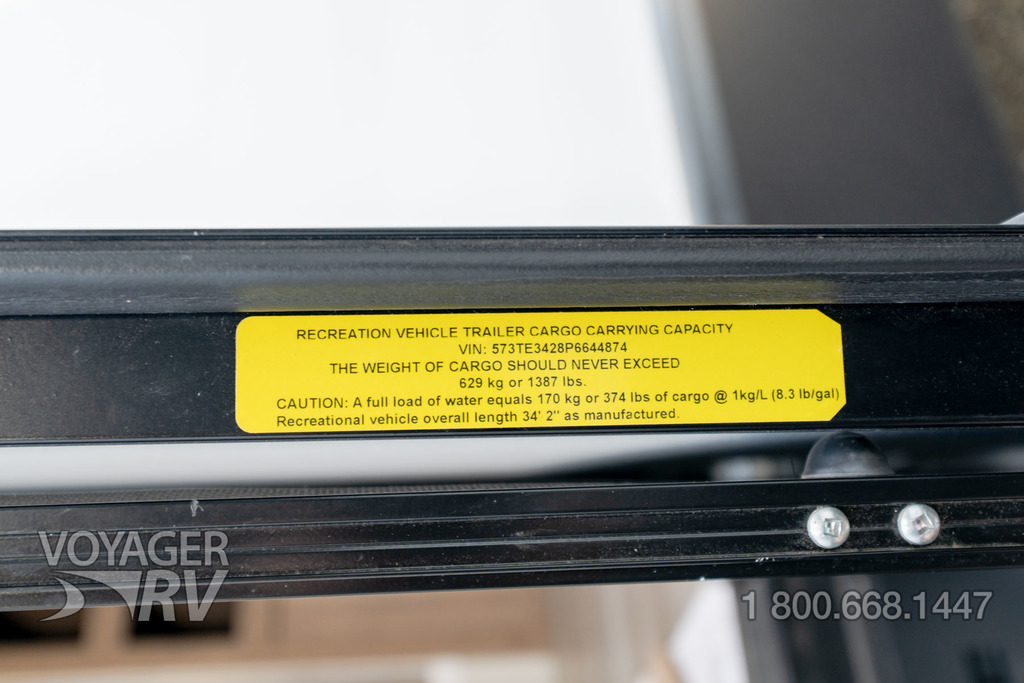 RECREATION VEHICLE TRAILER CARGO CARRYING CAPACITY
VIN: 573TE3428P6644874
THE WEIGHT OF CARGO SHOULD NEVER EXCEED
629 kg or 1387 lbs.
CAUTION: A full load of water equals 170 kg or 374 lbs of cargo @ 1kg/L (8.3 lb/gal)
Recreational vehicle overall length 34' 2" as manufactured.
VOYAGER
RV
1 800.668.1447